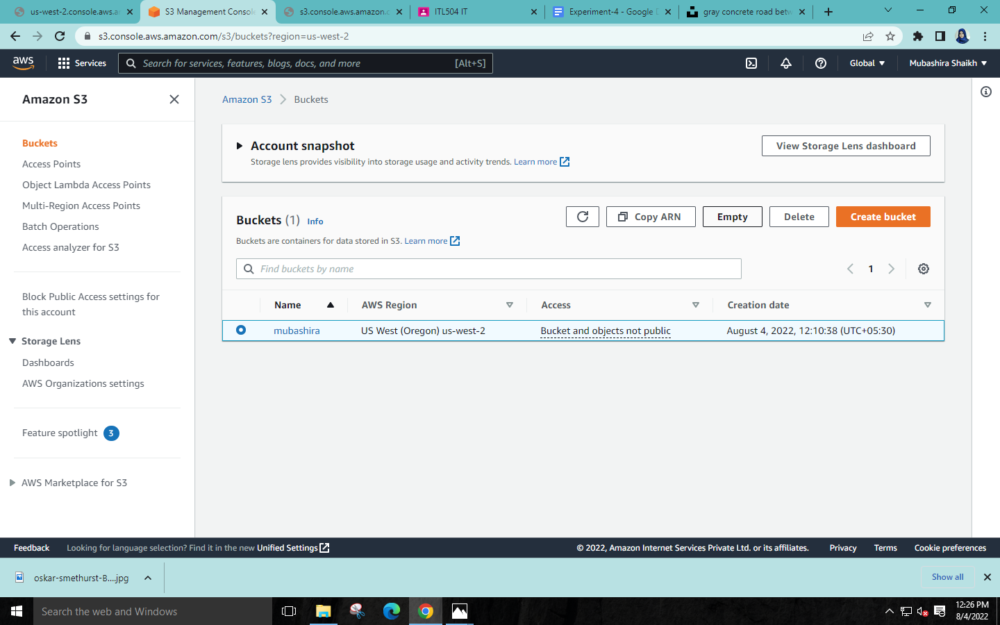 us-west-2.console.aws.a
S3 Management Console
s3.console.aws.amazon.c
ITL504 IT
Experiment-4 - Google D
gray concrete road betw
s3.console.aws.amazon.com/s3/buckets?region=us-west-2
aws
Services
Search for services, features, blogs, docs, and more
[Alt+S]
Global
Mubashira Shaikh
Amazon S3
Buckets
Access Points
Object Lambda Access Points
Multi-Region Access Points
Batch Operations
Access analyzer for S3
Block Public Access settings for
this account
Storage Lens
Dashboards
AWS Organizations settings
Feature spotlight 3
AWS Marketplace for S3
Amazon S3 > Buckets
Account snapshot
Storage lens provides visibility into storage usage and activity trends. Learn more
View Storage Lens dashboard
Buckets (1) Info
Buckets are containers for data stored in S3. Learn more
Copy ARN
Empty
Delete
Create bucket
Find buckets by name
1
Name AWS Region Access Creation date
mubashira US West (Oregon) us-west-2 Bucket and objects not public August 4, 2022, 12:10:38 (UTC+05:30)
Feedback Looking for language selection? Find it in the new Unified Settings
© 2022, Amazon Internet Services Private Ltd. or its affiliates. Privacy Terms Cookie preferences
oskar-smethurst-B....jpg
Show all
Search the web and Windows
12:26 PM
8/4/2022